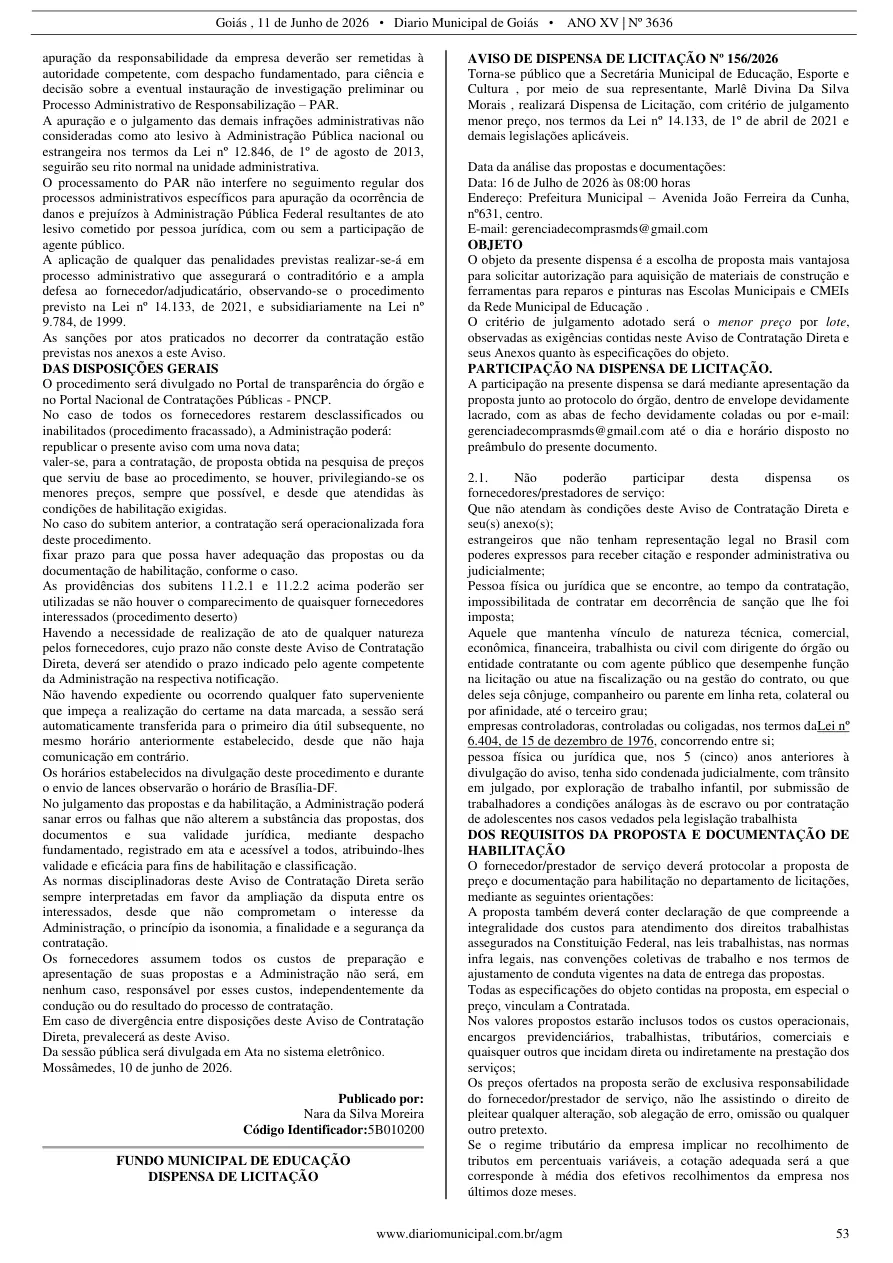 Goiás , 11 de Junho de 2026 • Diario Municipal de Goiás • ANO XV | Nº 3636
apuração da responsabilidade da empresa deverão ser remetidas à
autoridade competente, com despacho fundamentado, para ciência e
decisão sobre a eventual instauração de investigação preliminar ou
Processo Administrativo de Responsabilização – PAR.
A apuração e o julgamento das demais infrações administrativas não
consideradas como ato lesivo à Administração Pública nacional ou
estrangeira nos termos da Lei nº 12.846, de 1º de agosto de 2013,
seguirão seu rito normal na unidade administrativa.
O processamento do PAR não interfere no seguimento regular dos
processos administrativos específicos para apuração da ocorrência de
danos e prejuízos à Administração Pública Federal resultantes de ato
lesivo cometido por pessoa jurídica, com ou sem a participação de
agente público.
A aplicação de qualquer das penalidades previstas realizar-se-á em
processo administrativo que assegurará o contraditório e a ampla
defesa ao fornecedor/adjudicatário, observando-se o procedimento
previsto na Lei nº 14.133, de 2021, e subsidiariamente na Lei nº
9.784, de 1999.
As sanções por atos praticados no decorrer da contratação estão
previstas nos anexos a este Aviso.
DAS DISPOSIÇÕES GERAIS
O procedimento será divulgado no Portal de transparência do órgão e
no Portal Nacional de Contratações Públicas - PNCP.
No caso de todos os fornecedores restarem desclassificados ou
inabilitados (procedimento fracassado), a Administração poderá:
republicar o presente aviso com uma nova data;
valer-se, para a contratação, de proposta obtida na pesquisa de preços
que serviu de base ao procedimento, se houver, privilegiando-se os
menores preços, sempre que possível, e desde que atendidas às
condições de habilitação exigidas.
No caso do subitem anterior, a contratação será operacionalizada fora
deste procedimento.
fixar prazo para que possa haver adequação das propostas ou da
documentação de habilitação, conforme o caso.
As providências dos subitens 11.2.1 e 11.2.2 acima poderão ser
utilizadas se não houver o comparecimento de quaisquer fornecedores
interessados (procedimento deserto)
Havendo a necessidade de realização de ato de qualquer natureza
pelos fornecedores, cujo prazo não conste deste Aviso de Contratação
Direta, deverá ser atendido o prazo indicado pelo agente competente
da Administração na respectiva notificação.
Não havendo expediente ou ocorrendo qualquer fato superveniente
que impeça a realização do certame na data marcada, a sessão será
automaticamente transferida para o primeiro dia útil subsequente, no
mesmo horário anteriormente estabelecido, desde que não haja
comunicação em contrário.
Os horários estabelecidos na divulgação deste procedimento e durante
o envio de lances observarão o horário de Brasília-DF.
No julgamento das propostas e da habilitação, a Administração poderá
sanar erros ou falhas que não alterem a substância das propostas, dos
documentos e sua validade jurídica, mediante despacho
fundamentado, registrado em ata e acessível a todos, atribuindo-lhes
validade e eficácia para fins de habilitação e classificação.
As normas disciplinadoras deste Aviso de Contratação Direta serão
sempre interpretadas em favor da ampliação da disputa entre os
interessados, desde que não comprometam o interesse da
Administração, o princípio da isonomia, a finalidade e a segurança da
contratação.
Os fornecedores assumem todos os custos de preparação e
apresentação de suas propostas e a Administração não será, em
nenhum caso, responsável por esses custos, independentemente da
condução ou do resultado do processo de contratação.
Em caso de divergência entre disposições deste Aviso de Contratação
Direta, prevalecerá as deste Aviso.
Da sessão pública será divulgada em Ata no sistema eletrônico.
Mossâmedes, 10 de junho de 2026.
Publicado por:
Nara da Silva Moreira
Código Identificador:5B010200
FUNDO MUNICIPAL DE EDUCAÇÃO
DISPENSA DE LICITAÇÃO
AVISO DE DISPENSA DE LICITAÇÃO Nº 156/2026
Torna-se público que a Secretária Municipal de Educação, Esporte e
Cultura , por meio de sua representante, Marlê Divina Da Silva
Morais , realizará Dispensa de Licitação, com critério de julgamento
menor preço, nos termos da Lei nº 14.133, de 1º de abril de 2021 e
demais legislações aplicáveis.
Data da análise das propostas e documentações:
Data: 16 de Julho de 2026 às 08:00 horas
Endereço: Prefeitura Municipal – Avenida João Ferreira da Cunha,
nº631, centro.
E-mail: gerenciadecomprasmds@gmail.com
OBJETO
O objeto da presente dispensa é a escolha de proposta mais vantajosa
para solicitar autorização para aquisição de materiais de construção e
ferramentas para reparos e pinturas nas Escolas Municipais e CMEIs
da Rede Municipal de Educação .
O critério de julgamento adotado será o menor preço por lote,
observadas as exigências contidas neste Aviso de Contratação Direta e
seus Anexos quanto às especificações do objeto.
PARTICIPAÇÃO NA DISPENSA DE LICITAÇÃO.
A participação na presente dispensa se dará mediante apresentação da
proposta junto ao protocolo do órgão, dentro de envelope devidamente
lacrado, com as abas de fecho devidamente coladas ou por e-mail:
gerenciadecomprasmds@gmail.com até o dia e horário disposto no
preâmbulo do presente documento.
2.1. Não poderão participar desta dispensa os
fornecedores/prestadores de serviço:
Que não atendam às condições deste Aviso de Contratação Direta e
seu(s) anexo(s);
estrangeiros que não tenham representação legal no Brasil com
poderes expressos para receber citação e responder administrativa ou
judicialmente;
Pessoa física ou jurídica que se encontre, ao tempo da contratação,
impossibilitada de contratar em decorrência de sanção que lhe foi
imposta;
Aquele que mantenha vínculo de natureza técnica, comercial,
econômica, financeira, trabalhista ou civil com dirigente do órgão ou
entidade contratante ou com agente público que desempenhe função
na licitação ou atue na fiscalização ou na gestão do contrato, ou que
deles seja cônjuge, companheiro ou parente em linha reta, colateral ou
por afinidade, até o terceiro grau;
empresas controladoras, controladas ou coligadas, nos termos daLei nº
6.404, de 15 de dezembro de 1976, concorrendo entre si;
pessoa física ou jurídica que, nos 5 (cinco) anos anteriores à
divulgação do aviso, tenha sido condenada judicialmente, com trânsito
em julgado, por exploração de trabalho infantil, por submissão de
trabalhadores a condições análogas às de escravo ou por contratação
de adolescentes nos casos vedados pela legislação trabalhista
DOS REQUISITOS DA PROPOSTA E DOCUMENTAÇÃO DE
HABILITAÇÃO
O fornecedor/prestador de serviço deverá protocolar a proposta de
preço e documentação para habilitação no departamento de licitações,
mediante as seguintes orientações:
A proposta também deverá conter declaração de que compreende a
integralidade dos custos para atendimento dos direitos trabalhistas
assegurados na Constituição Federal, nas leis trabalhistas, nas normas
infra legais, nas convenções coletivas de trabalho e nos termos de
ajustamento de conduta vigentes na data de entrega das propostas.
Todas as especificações do objeto contidas na proposta, em especial o
preço, vinculam a Contratada.
Nos valores propostos estarão inclusos todos os custos operacionais,
encargos previdenciários, trabalhistas, tributários, comerciais e
quaisquer outros que incidam direta ou indiretamente na prestação dos
serviços;
Os preços ofertados na proposta serão de exclusiva responsabilidade
do fornecedor/prestador de serviço, não lhe assistindo o direito de
pleitear qualquer alteração, sob alegação de erro, omissão ou qualquer
outro pretexto.
Se o regime tributário da empresa implicar no recolhimento de
tributos em percentuais variáveis, a cotação adequada será a que
corresponde à média dos efetivos recolhimentos da empresa nos
últimos doze meses.
www.diariomunicipal.com.br/agm 53